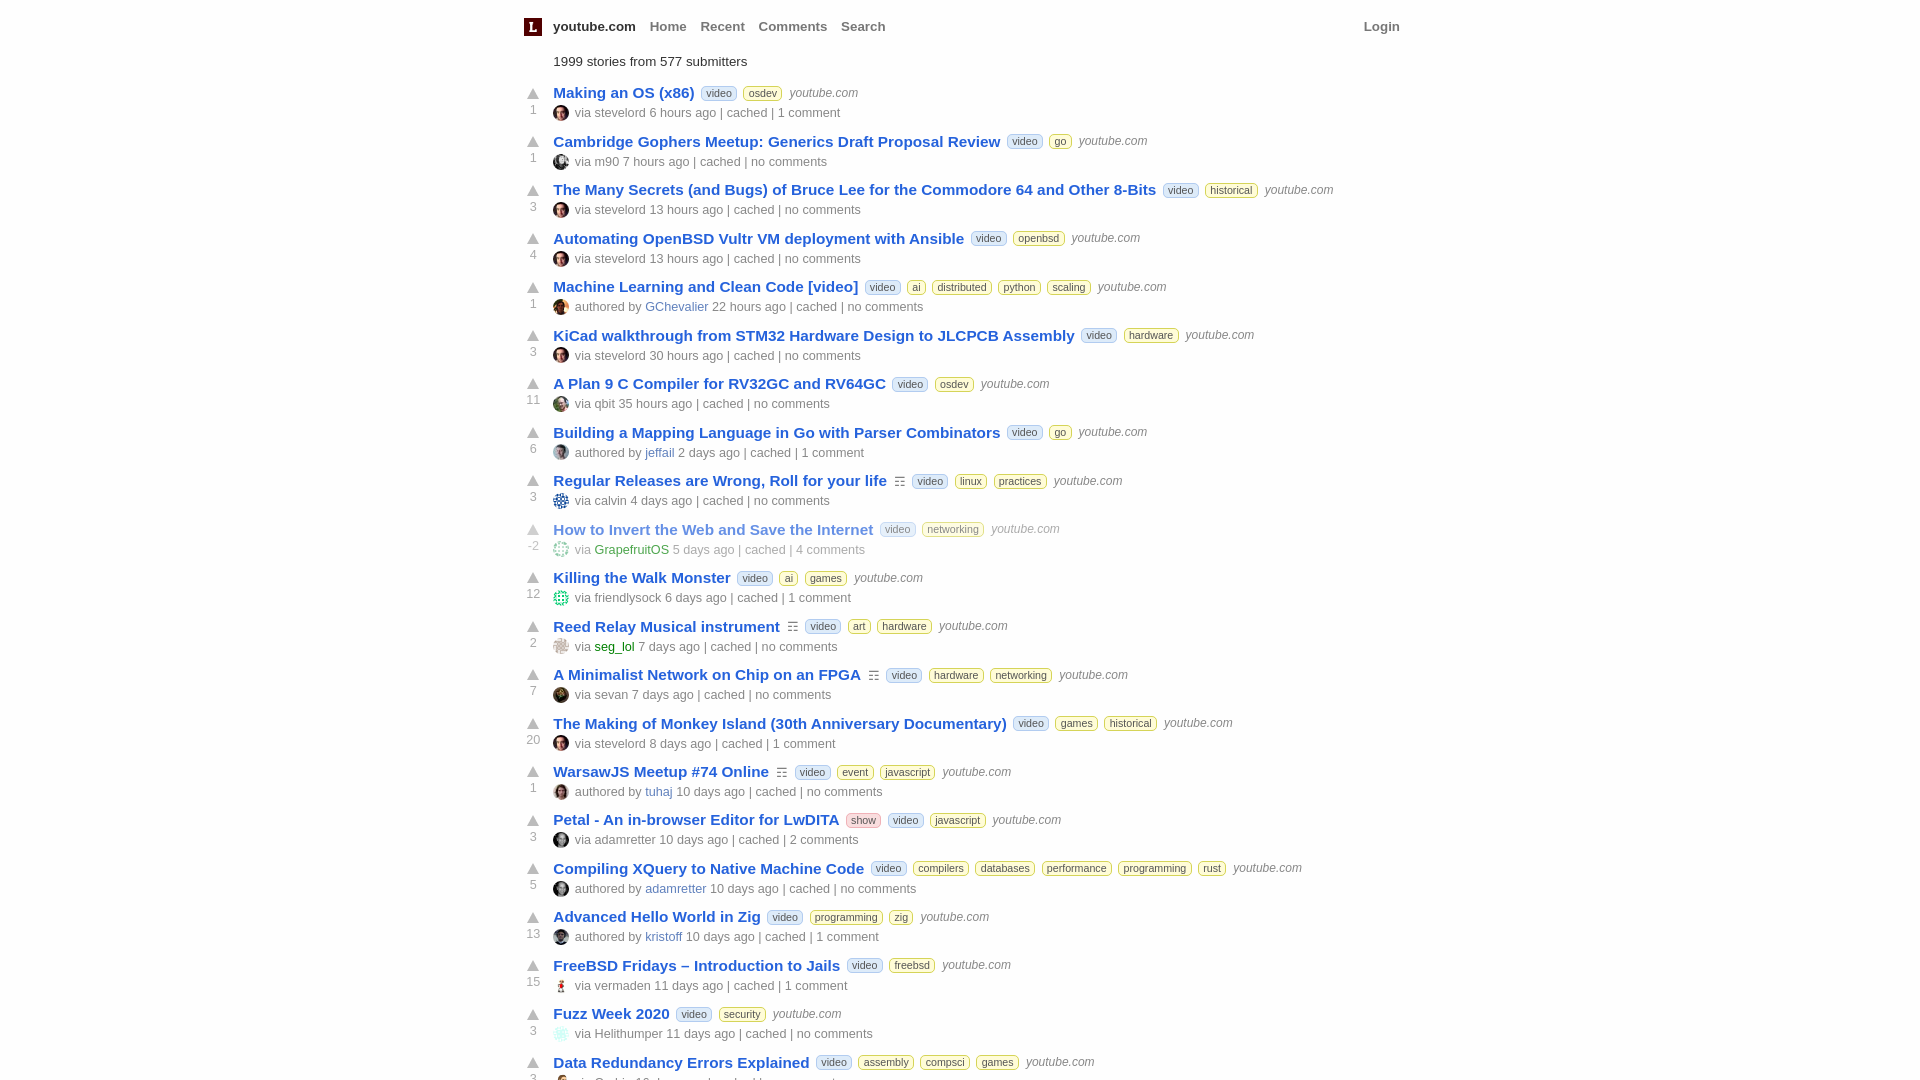 L youtube.com Home Recent Comments Search Login
1999 stories from 577 submitters
Making an OS (x86) video osdev youtube.com
1 via stevelord 6 hours ago | cached | 1 comment
Cambridge Gophers Meetup: Generics Draft Proposal Review video go youtube.com
1 via m90 7 hours ago | cached | no comments
The Many Secrets (and Bugs) of Bruce Lee for the Commodore 64 and Other 8-Bits video historical youtube.com
3 via stevelord 13 hours ago | cached | no comments
Automating OpenBSD Vultr VM deployment with Ansible video openbsd youtube.com
4 via stevelord 13 hours ago | cached | no comments
Machine Learning and Clean Code [video] video ai distributed python scaling youtube.com
1 authored by GChevalier 22 hours ago | cached | no comments
KiCad walkthrough from STM32 Hardware Design to JLCPCB Assembly video hardware youtube.com
3 via stevelord 30 hours ago | cached | no comments
A Plan 9 C Compiler for RV32GC and RV64GC video osdev youtube.com
11 via qbit 35 hours ago | cached | no comments
Building a Mapping Language in Go with Parser Combinators video go youtube.com
6 authored by jeffail 2 days ago | cached | 1 comment
Regular Releases are Wrong, Roll for your life ☶ video linux practices youtube.com
3 via calvin 4 days ago | cached | no comments
How to Invert the Web and Save the Internet video networking youtube.com
-2 via GrapefruitOS 5 days ago | cached | 4 comments
Killing the Walk Monster video ai games youtube.com
12 via friendlysock 6 days ago | cached | 1 comment
Reed Relay Musical instrument ☶ video art hardware youtube.com
2 via seg_lol 7 days ago | cached | no comments
A Minimalist Network on Chip on an FPGA ☶ video hardware networking youtube.com
7 via sevan 7 days ago | cached | no comments
The Making of Monkey Island (30th Anniversary Documentary) video games historical youtube.com
20 via stevelord 8 days ago | cached | 1 comment
WarsawJS Meetup #74 Online ☶ video event javascript youtube.com
1 authored by tuhaj 10 days ago | cached | no comments
Petal - An in-browser Editor for LwDITA show video javascript youtube.com
3 via adamretter 10 days ago | cached | 2 comments
Compiling XQuery to Native Machine Code video compilers databases performance programming rust youtube.com
5 authored by adamretter 10 days ago | cached | no comments
Advanced Hello World in Zig video programming zig youtube.com
13 authored by kristoff 10 days ago | cached | 1 comment
FreeBSD Fridays – Introduction to Jails video freebsd youtube.com
15 via vermaden 11 days ago | cached | 1 comment
Fuzz Week 2020 video security youtube.com
3 via Helithumper 11 days ago | cached | no comments
Data Redundancy Errors Explained video assembly compsci games youtube.com
3